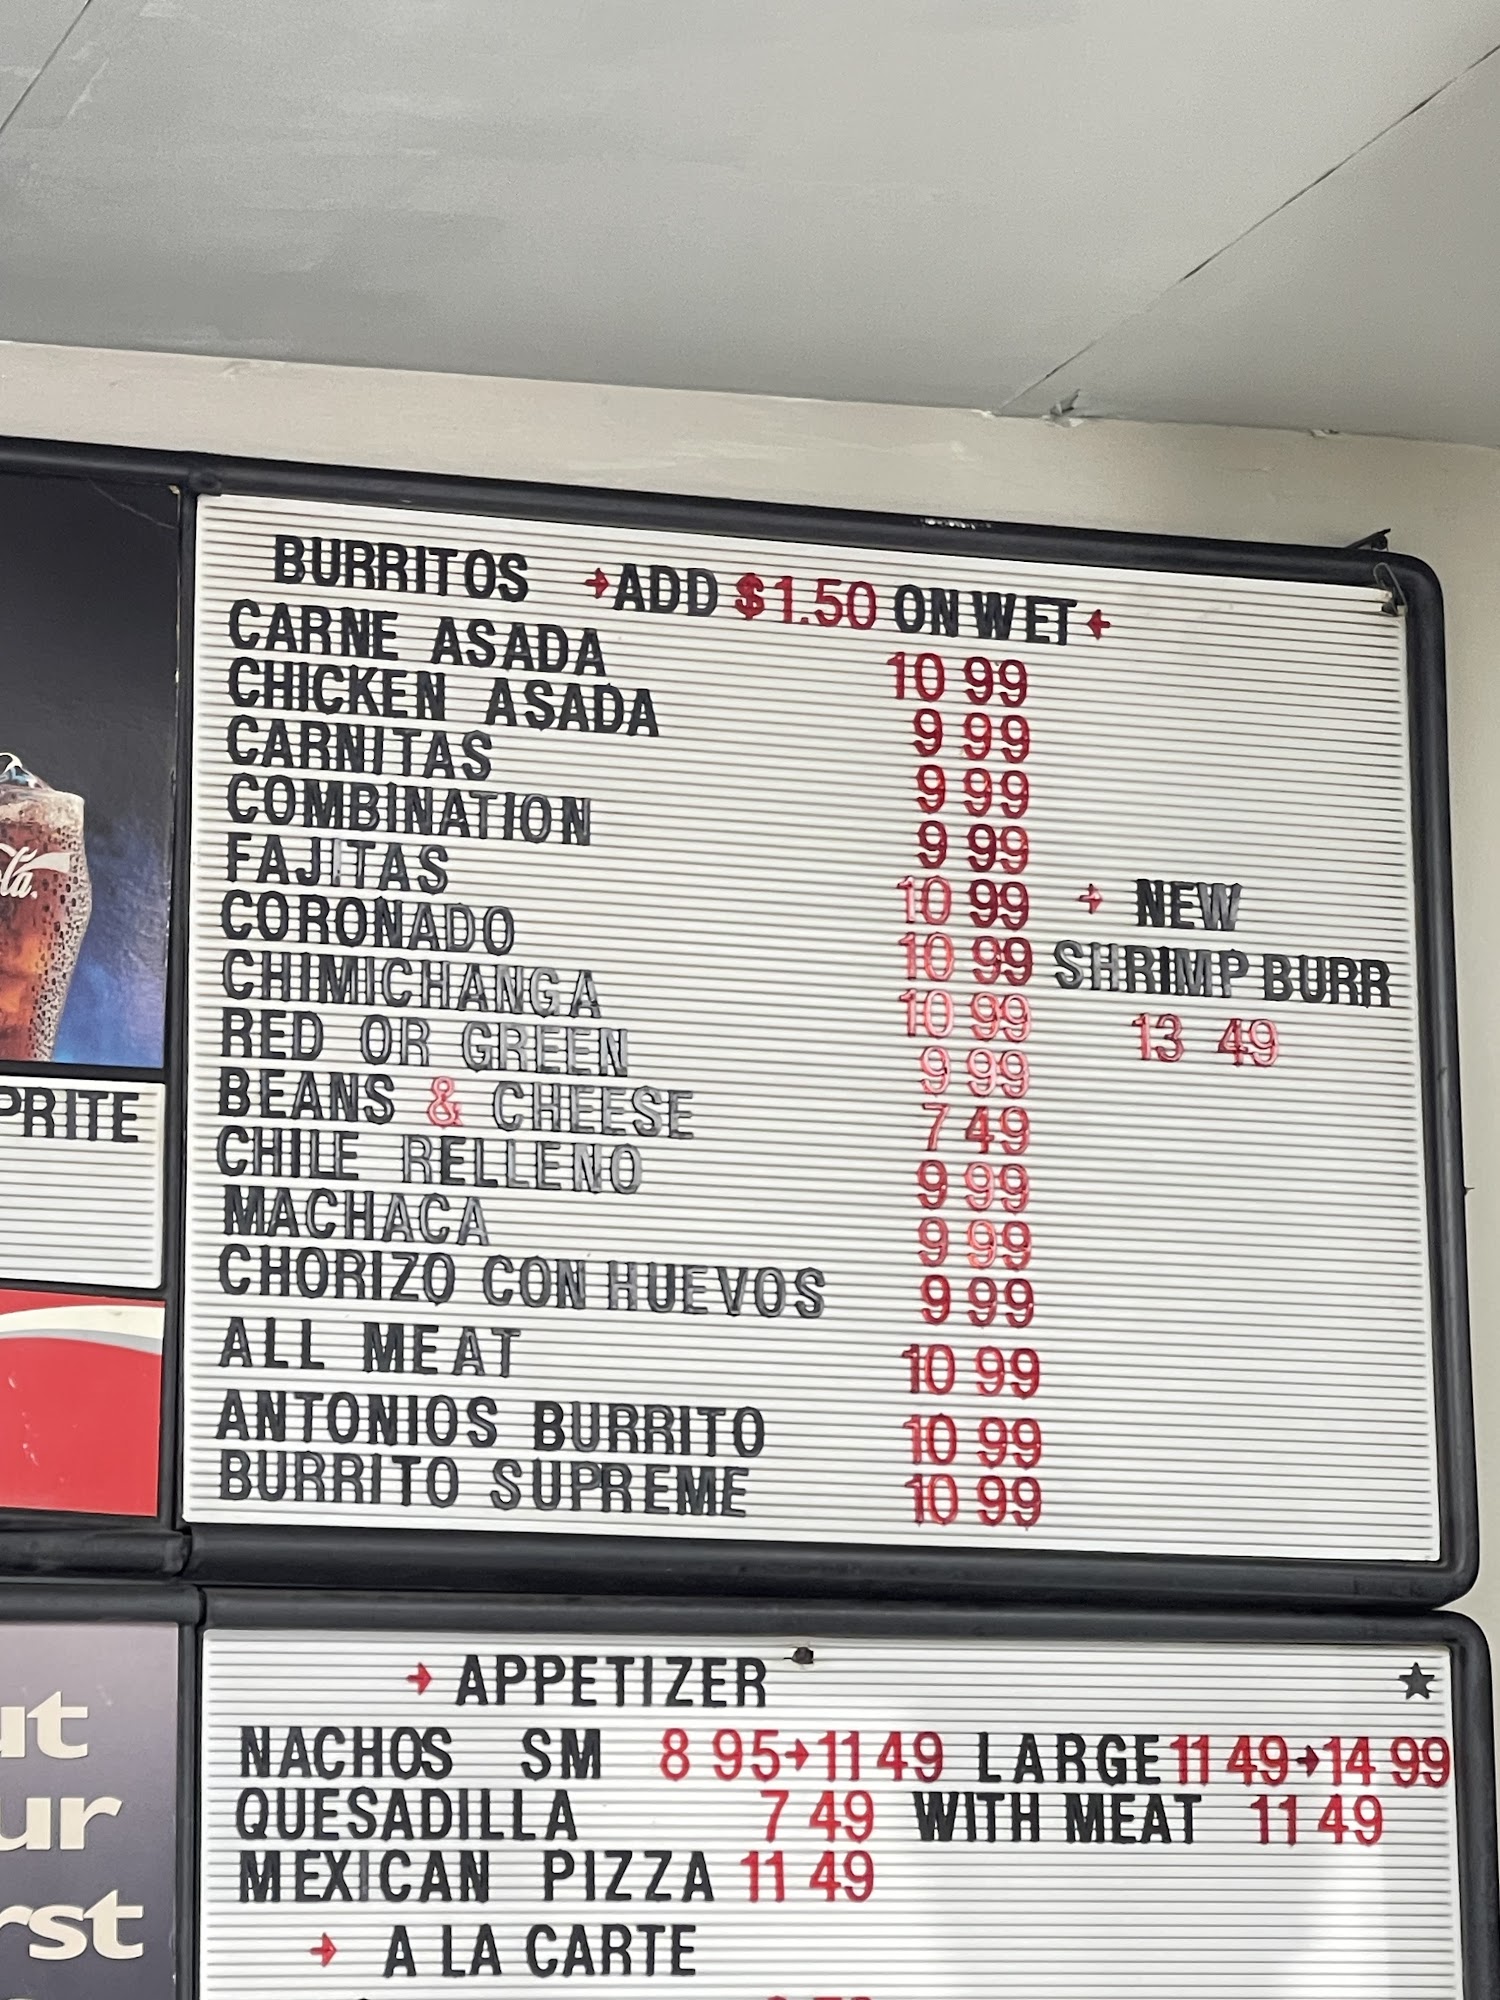 BURRITOS →ADD $1.50 ON WET←
CARNE ASADA 10 99
CHICKEN ASADA 9 99
CARNITAS 9 99
COMBINATION 9 99
FAJITAS 10 99
CORONADO 10 99
CHIMICHANGA 10 99
RED OR GREEN 9 99
BEANS & CHEESE 7 49
CHILE RELLENO 9 99
MACHACA 9 99
CHORIZO CON HUEVOS 9 99
ALL MEAT 10 99
ANTONIOS BURRITO 10 99
BURRITO SUPREME 10 99
→ NEW
SHRIMP BURR
13 49
PRITE
→ APPETIZER ★
NACHOS SM 8 95→11 49 LARGE 11 49→14 99
QUESADILLA 7 49 WITH MEAT 11 49
MEXICAN PIZZA 11 49
→ A LA CARTE
ut
ur
rst